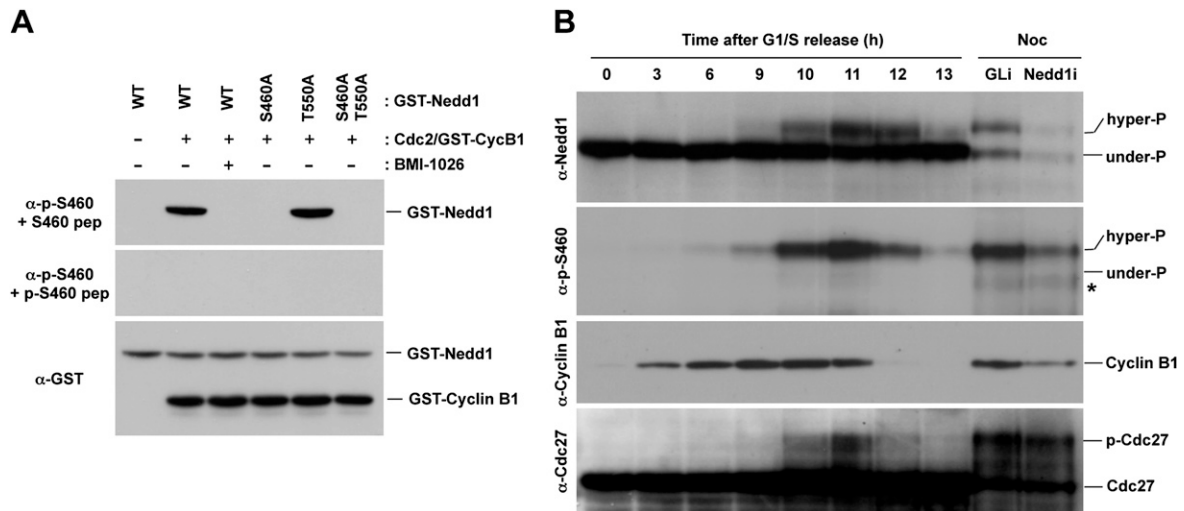 A
WT WT WT S460A T550A S460A T550A : GST-Nedd1
– + + + + + : Cdc2/GST-CycB1
– – + – – – : BMI-1026
α-p-S460
+ S460 pep
GST-Nedd1
α-p-S460
+ p-S460 pep
α-GST
GST-Nedd1
GST-Cyclin B1
B
Time after G1/S release (h) Noc
0 3 6 9 10 11 12 13 GLi Nedd1i
α-Nedd1
hyper-P
under-P
α-p-S460
hyper-P
under-P
*
α-Cyclin B1
Cyclin B1
α-Cdc27
p-Cdc27
Cdc27